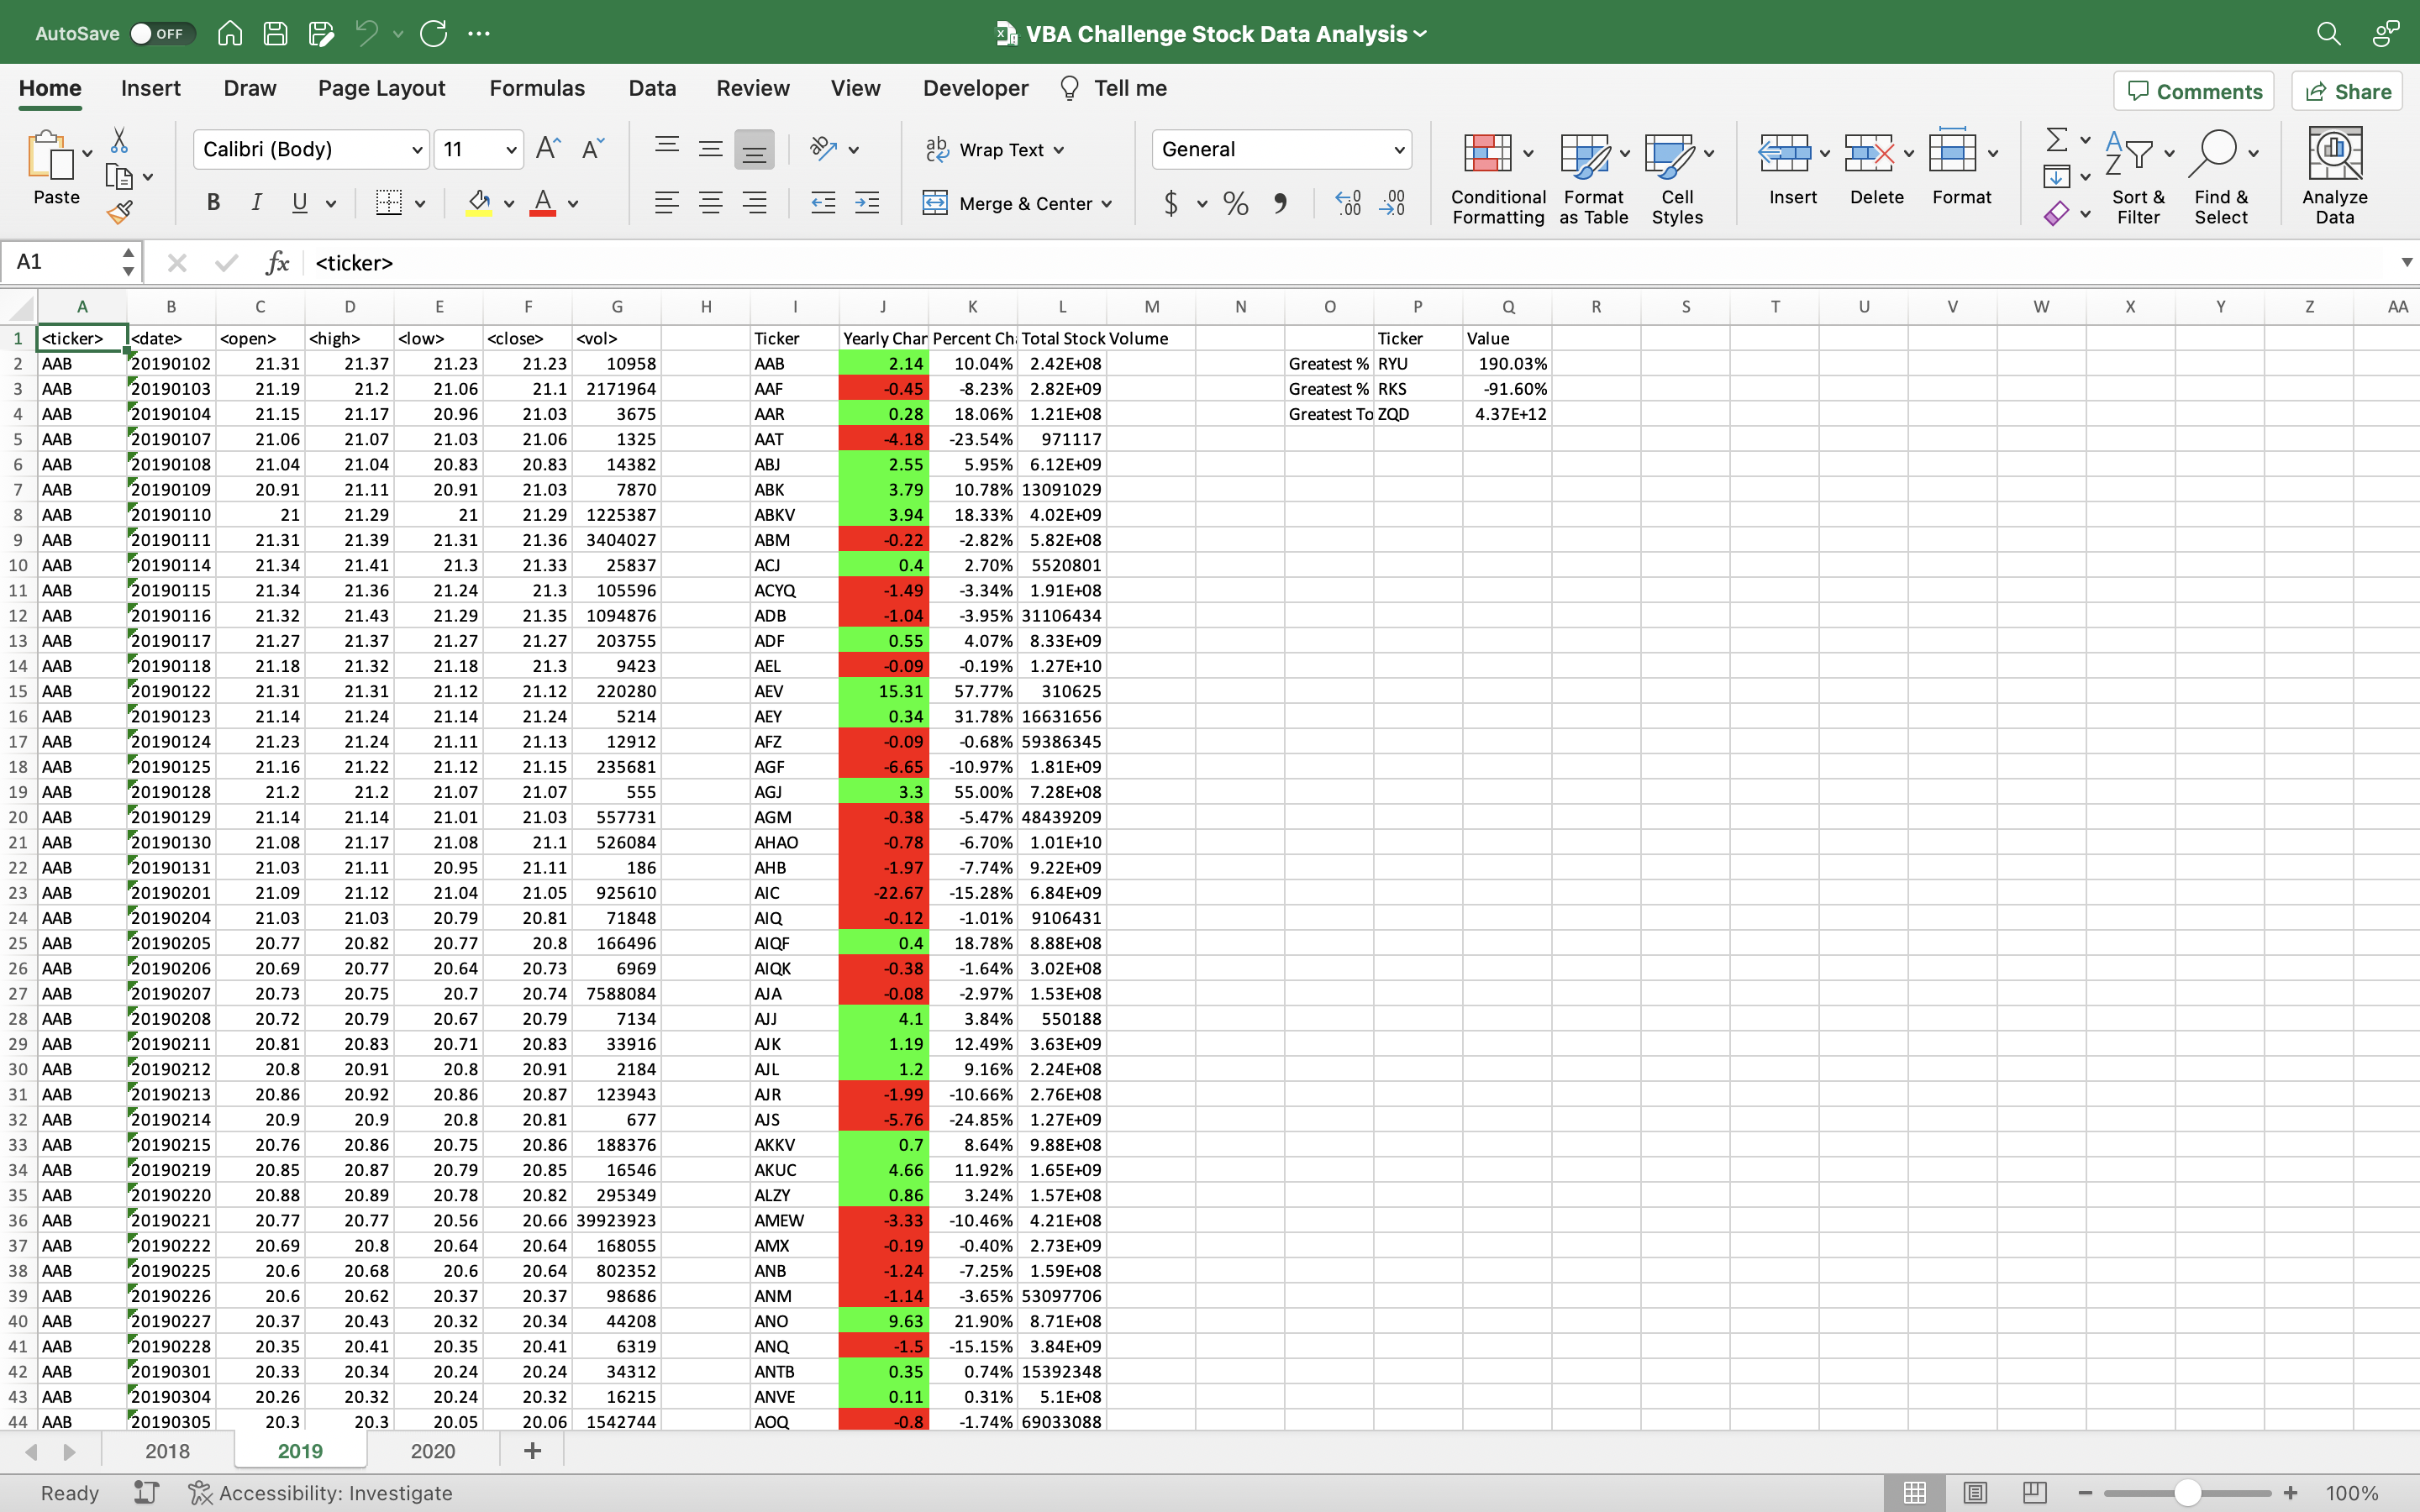 AutoSave OFF VBA Challenge Stock Data Analysis
Home Insert Draw Page Layout Formulas Data Review View Developer Tell me Comments Share
Paste Calibri (Body) 11 Wrap Text General Conditional Formatting Format as Table Cell Styles Insert Delete Format Sort & Filter Find & Select Analyze Data
B I U Merge & Center $ % 9
A1 fx <ticker>
A B C D E F G H I J K L M N O P Q R S T U V W X Y Z AA
1 <ticker> <date> <open> <high> <low> <close> <vol> Ticker Yearly Char Percent Ch Total Stock Volume Ticker Value
2 AAB 20190102 21.31 21.37 21.23 21.23 10958 AAB 2.14 10.04% 2.42E+08 Greatest % RYU 190.03%
3 AAB 20190103 21.19 21.2 21.06 21.1 2171964 AAF -0.45 -8.23% 2.82E+09 Greatest % RKS -91.60%
4 AAB 20190104 21.15 21.17 20.96 21.03 3675 AAR 0.28 18.06% 1.21E+08 Greatest To ZQD 4.37E+12
5 AAB 20190107 21.06 21.07 21.03 21.06 1325 AAT -4.18 -23.54% 971117
6 AAB 20190108 21.04 21.04 20.83 20.83 14382 ABJ 2.55 5.95% 6.12E+09
7 AAB 20190109 20.91 21.11 20.91 21.03 7870 ABK 3.79 10.78% 13091029
8 AAB 20190110 21 21.29 21 21.29 1225387 ABKV 3.94 18.33% 4.02E+09
9 AAB 20190111 21.31 21.39 21.31 21.36 3404027 ABM -0.22 -2.82% 5.82E+08
10 AAB 20190114 21.34 21.41 21.3 21.33 25837 ACJ 0.4 2.70% 5520801
11 AAB 20190115 21.34 21.36 21.24 21.3 105596 ACYQ -1.49 -3.34% 1.91E+08
12 AAB 20190116 21.32 21.43 21.29 21.35 1094876 ADB -1.04 -3.95% 31106434
13 AAB 20190117 21.27 21.37 21.27 21.27 203755 ADF 0.55 4.07% 8.33E+09
14 AAB 20190118 21.18 21.32 21.18 21.3 9423 AEL -0.09 -0.19% 1.27E+10
15 AAB 20190122 21.31 21.31 21.12 21.12 220280 AEV 15.31 57.77% 310625
16 AAB 20190123 21.14 21.24 21.14 21.24 5214 AEY 0.34 31.78% 16631656
17 AAB 20190124 21.23 21.24 21.11 21.13 12912 AFZ -0.09 -0.68% 59386345
18 AAB 20190125 21.16 21.22 21.12 21.15 235681 AGF -6.65 -10.97% 1.81E+09
19 AAB 20190128 21.2 21.2 21.07 21.07 555 AGJ 3.3 55.00% 7.28E+08
20 AAB 20190129 21.14 21.14 21.01 21.03 557731 AGM -0.38 -5.47% 48439209
21 AAB 20190130 21.08 21.17 21.08 21.1 526084 AHAO -0.78 -6.70% 1.01E+10
22 AAB 20190131 21.03 21.11 20.95 21.11 186 AHB -1.97 -7.74% 9.22E+09
23 AAB 20190201 21.09 21.12 21.04 21.05 925610 AIC -22.67 -15.28% 6.84E+09
24 AAB 20190204 21.03 21.03 20.79 20.81 71848 AIQ -0.12 -1.01% 9106431
25 AAB 20190205 20.77 20.82 20.77 20.8 166496 AIQF 0.4 18.78% 8.88E+08
26 AAB 20190206 20.69 20.77 20.64 20.73 6969 AIQK -0.38 -1.64% 3.02E+08
27 AAB 20190207 20.73 20.75 20.7 20.74 7588084 AJA -0.08 -2.97% 1.53E+08
28 AAB 20190208 20.72 20.79 20.67 20.79 7134 AJJ 4.1 3.84% 550188
29 AAB 20190211 20.81 20.83 20.71 20.83 33916 AJK 1.19 12.49% 3.63E+09
30 AAB 20190212 20.8 20.91 20.8 20.91 2184 AJL 1.2 9.16% 2.24E+08
31 AAB 20190213 20.86 20.92 20.86 20.87 123943 AJR -1.99 -10.66% 2.76E+08
32 AAB 20190214 20.9 20.9 20.8 20.81 677 AJS -5.76 -24.85% 1.27E+09
33 AAB 20190215 20.76 20.86 20.75 20.86 188376 AKKV 0.7 8.64% 9.88E+08
34 AAB 20190219 20.85 20.87 20.79 20.85 16546 AKUC 4.66 11.92% 1.65E+09
35 AAB 20190220 20.88 20.89 20.78 20.82 295349 ALZY 0.86 3.24% 1.57E+08
36 AAB 20190221 20.77 20.77 20.56 20.66 39923923 AMEW -3.33 -10.46% 4.21E+08
37 AAB 20190222 20.69 20.8 20.64 20.64 168055 AMX -0.19 -0.40% 2.73E+09
38 AAB 20190225 20.6 20.68 20.6 20.64 802352 ANB -1.24 -7.25% 1.59E+08
39 AAB 20190226 20.6 20.62 20.37 20.37 98686 ANM -1.14 -3.65% 53097706
40 AAB 20190227 20.37 20.43 20.32 20.34 44208 ANO 9.63 21.90% 8.71E+08
41 AAB 20190228 20.35 20.41 20.35 20.41 6319 ANQ -1.5 -15.15% 3.84E+09
42 AAB 20190301 20.33 20.34 20.24 20.24 34312 ANTB 0.35 0.74% 15392348
43 AAB 20190304 20.26 20.32 20.24 20.32 16215 ANVE 0.11 0.31% 5.1E+08
44 AAB 20190305 20.3 20.3 20.05 20.06 1542744 AOQ -0.8 -1.74% 69033088
2018 2019 2020 +
Ready Accessibility: Investigate 100%